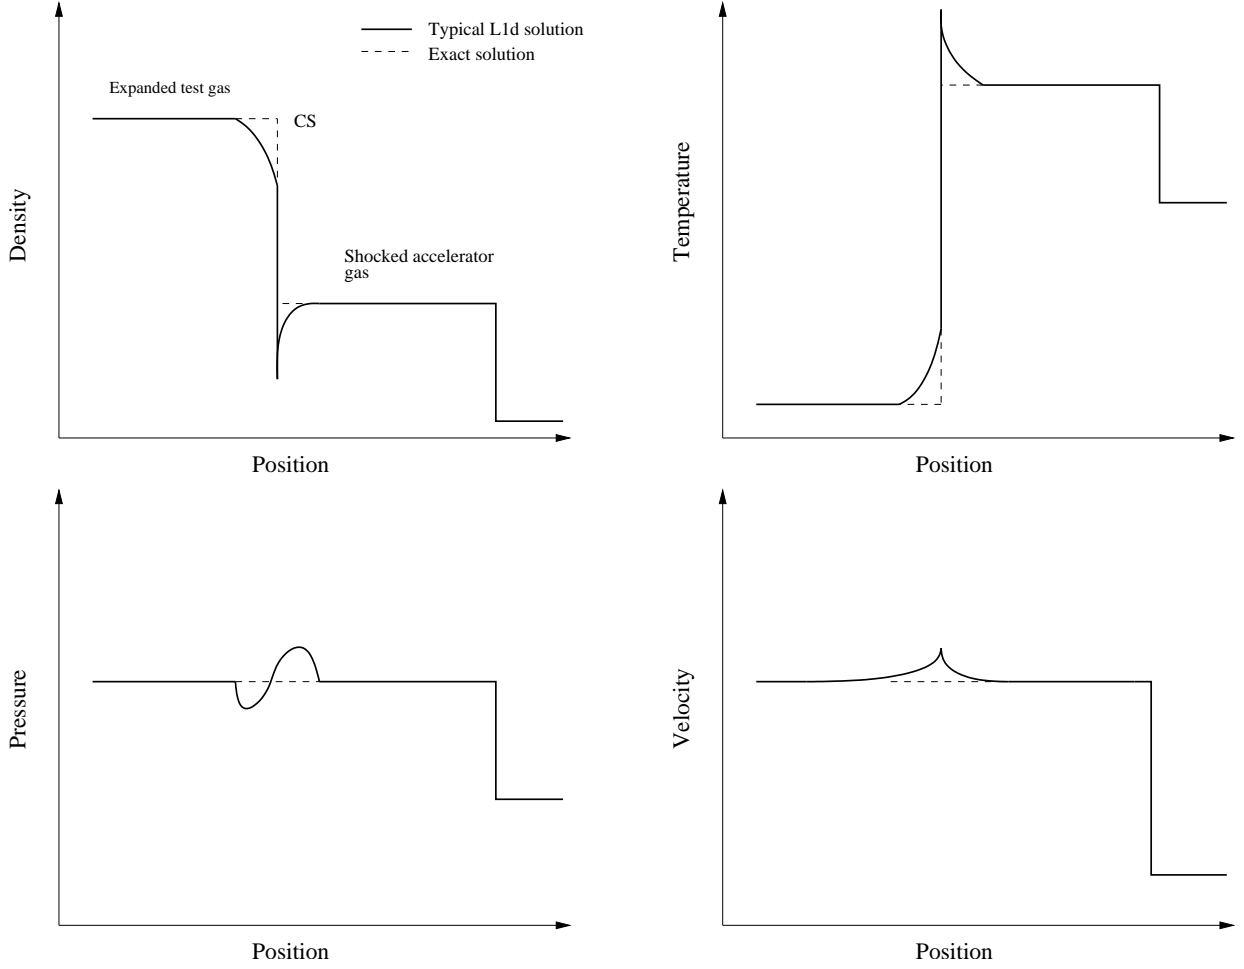 Typical L1d solution
Exact solution
Expanded test gas
CS
Shocked accelerator
gas
Density
Position
Temperature
Position
Pressure
Position
Velocity
Position